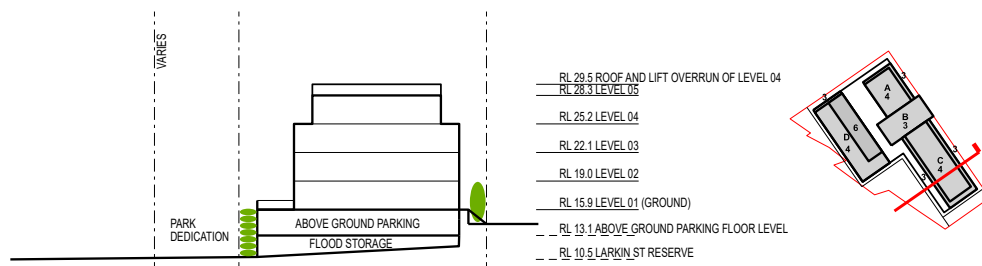 VARIES
PARK
DEDICATION
ABOVE GROUND PARKING
FLOOD STORAGE
RL 29.5 ROOF AND LIFT OVERRUN OF LEVEL 04
RL 28.3 LEVEL 05
RL 25.2 LEVEL 04
RL 22.1 LEVEL 03
RL 19.0 LEVEL 02
RL 15.9 LEVEL 01 (GROUND)
RL 13.1 ABOVE GROUND PARKING FLOOR LEVEL
RL 10.5 LARKIN ST RESERVE
3
A
4
3
B
3
6
D
4
3
C
4
3